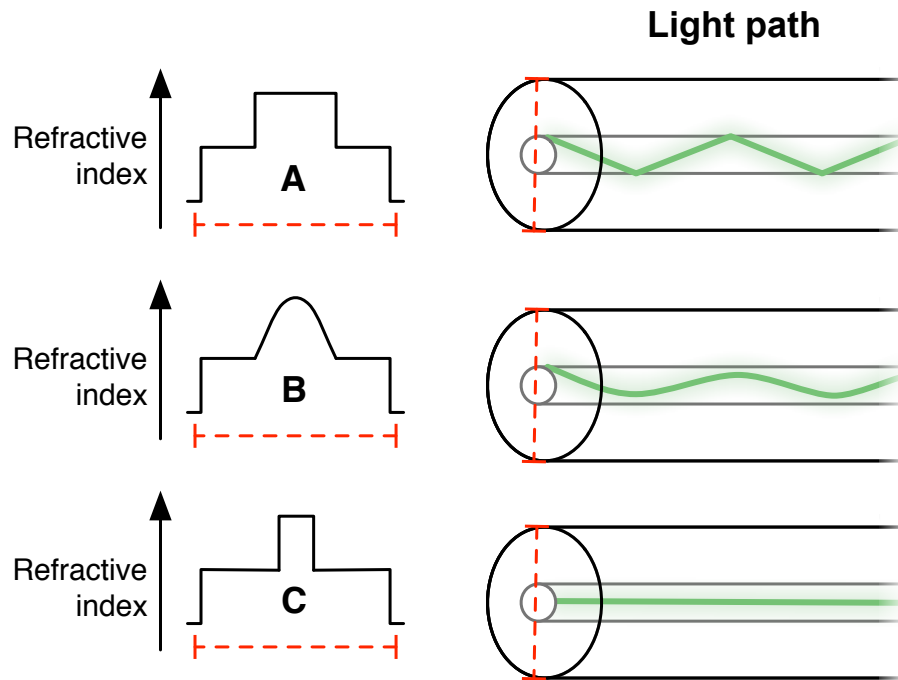 Light path
Refractive
index
A
Refractive
index
B
Refractive
index
C